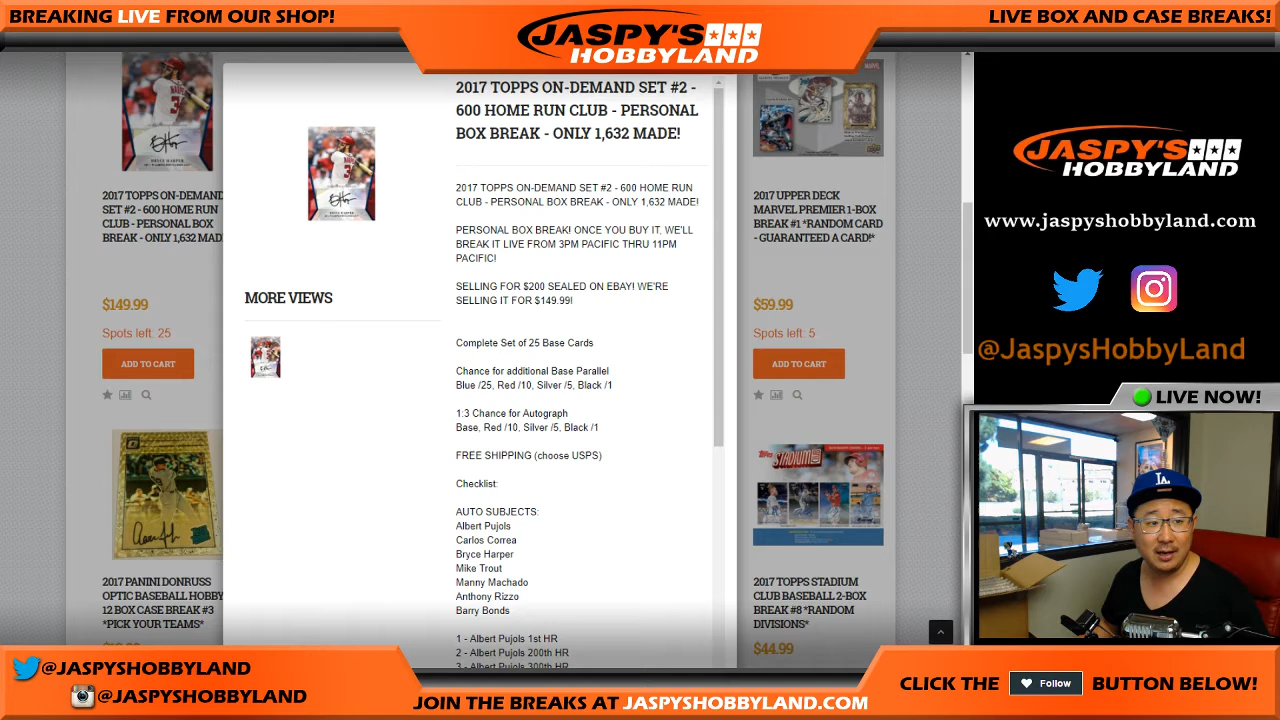 BREAKING LIVE FROM OUR SHOP!
JASPY'S
HOBBYLAND
LIVE BOX AND CASE BREAKS!
2017 TOPPS ON-DEMAND
SET #2 - 600 HOME RUN
CLUB - PERSONAL BOX
BREAK - ONLY 1,632 MAD
$149.99
Spots left: 25
ADD TO CART
2017 PANINI DONRUSS
OPTIC BASEBALL HOBBY
12 BOX CASE BREAK #3
*PICK YOUR TEAMS*
MORE VIEWS
2017 TOPPS ON-DEMAND SET #2 -
600 HOME RUN CLUB - PERSONAL
BOX BREAK - ONLY 1,632 MADE!
2017 TOPPS ON-DEMAND SET #2 - 600 HOME RUN
CLUB - PERSONAL BOX BREAK - ONLY 1,632 MADE!
PERSONAL BOX BREAK! ONCE YOU BUY IT, WE'LL
BREAK IT LIVE FROM 3PM PACIFIC THRU 11PM
PACIFIC!
SELLING FOR $200 SEALED ON EBAY! WE'RE
SELLING IT FOR $149.99!
Complete Set of 25 Base Cards
Chance for additional Base Parallel
Blue /25, Red /10, Silver /5, Black /1
1:3 Chance for Autograph
Base, Red /10, Silver /5, Black /1
FREE SHIPPING (choose USPS)
Checklist:
AUTO SUBJECTS:
Albert Pujols
Carlos Correa
Bryce Harper
Mike Trout
Manny Machado
Anthony Rizzo
Barry Bonds
1 - Albert Pujols 1st HR
2 - Albert Pujols 200th HR
3 - Albert Pujols 300th HR
MARVEL
2017 UPPER DECK
MARVEL PREMIER 1-BOX
BREAK #1 *RANDOM CARD
- GUARANTEED A CARD!*
$59.99
Spots left: 5
ADD TO CART
2017 TOPPS STADIUM
CLUB BASEBALL 2-BOX
BREAK #8 *RANDOM
DIVISIONS*
$44.99
JASPY'S
HOBBYLAND
www.jaspyshobbyland.com
@JaspysHobbyLand
LIVE NOW!
LA
@JASPYSHOBBYLAND
@JASPYSHOBBYLAND
JOIN THE BREAKS AT JASPYSHOBBYLAND.COM
CLICK THE Follow BUTTON BELOW!